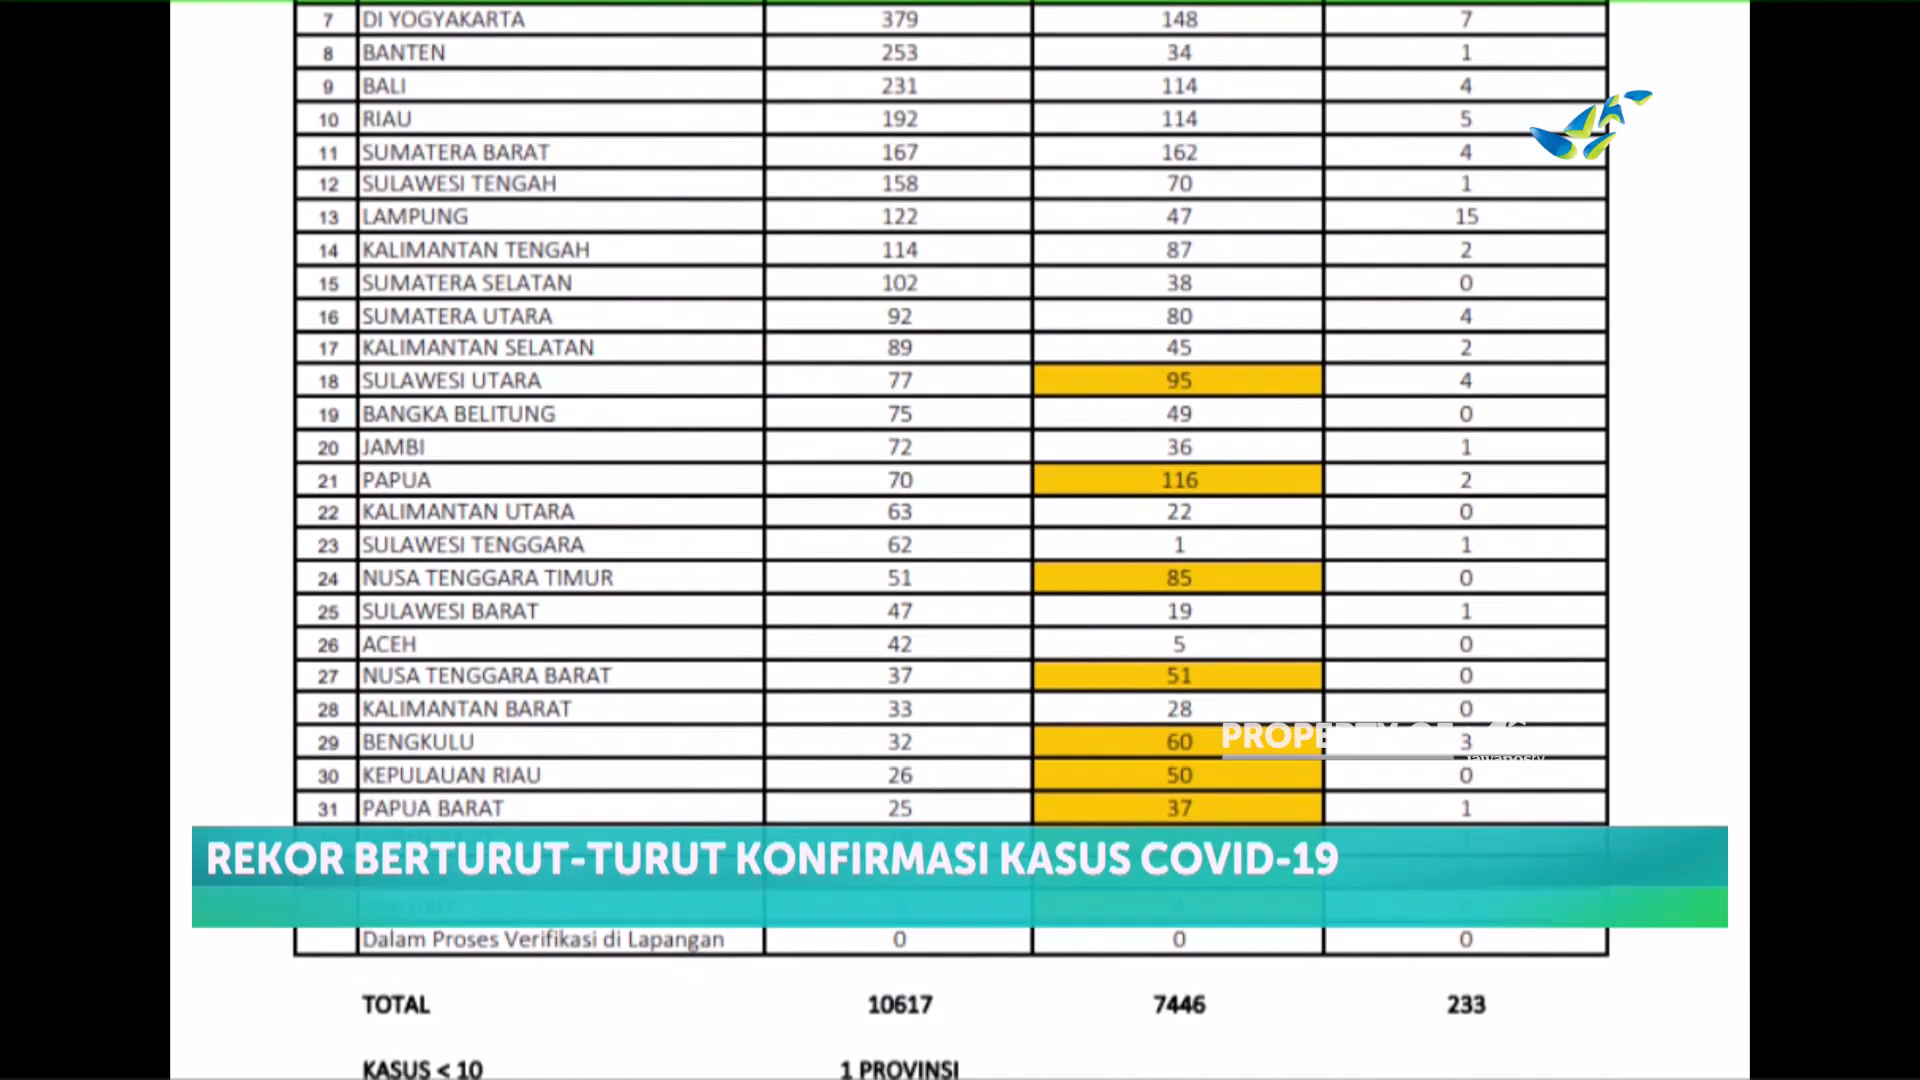 7 DI YOGYAKARTA 379 148 7
8 BANTEN 253 34 1
9 BALI 231 114 4
10 RIAU 192 114 5
11 SUMATERA BARAT 167 162 4
12 SULAWESI TENGAH 158 70 1
13 LAMPUNG 122 47 15
14 KALIMANTAN TENGAH 114 87 2
15 SUMATERA SELATAN 102 38 0
16 SUMATERA UTARA 92 80 4
17 KALIMANTAN SELATAN 89 45 2
18 SULAWESI UTARA 77 95 4
19 BANGKA BELITUNG 75 49 0
20 JAMBI 72 36 1
21 PAPUA 70 116 2
22 KALIMANTAN UTARA 63 22 0
23 SULAWESI TENGGARA 62 1 1
24 NUSA TENGGARA TIMUR 51 85 0
25 SULAWESI BARAT 47 19 1
26 ACEH 42 5 0
27 NUSA TENGGARA BARAT 37 51 0
28 KALIMANTAN BARAT 33 28 0
29 BENGKULU 32 60 3
PROPERTY OF
30 KEPULAUAN RIAU 26 50 0
31 PAPUA BARAT 25 37 1
REKOR BERTURUT-TURUT KONFIRMASI KASUS COVID-19
Dalam Proses Verifikasi di Lapangan 0 0 0
TOTAL 10617 7446 233
KASUS < 10 1 PROVINSI